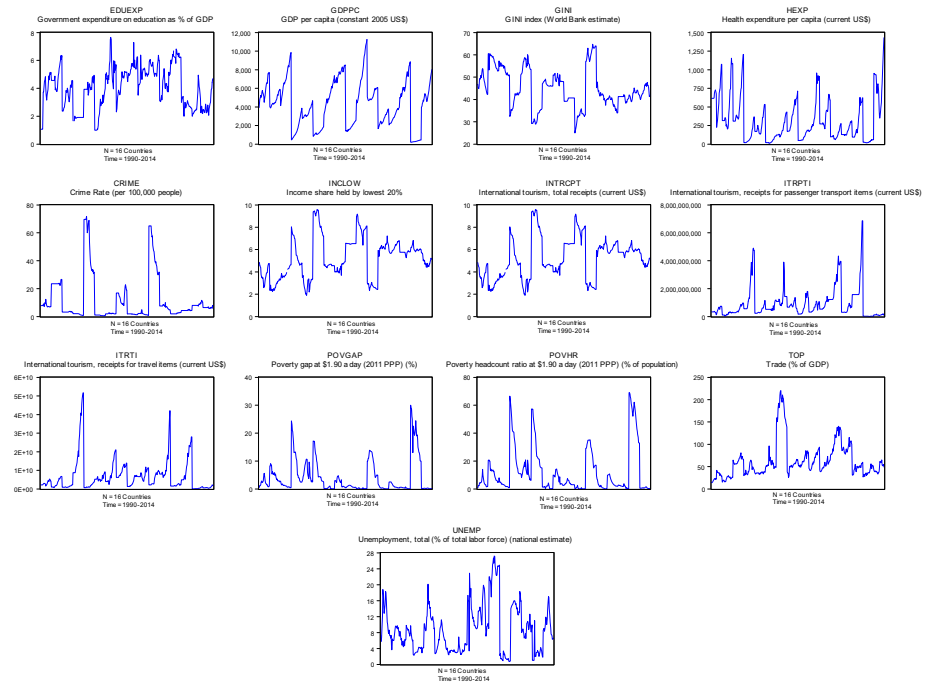 EDUEXP
Government expenditure on education as % of GDP
8
6
4
2
0
N = 16 Countries
Time = 1990-2014
GDPPC
GDP per capita (constant 2005 US$)
12,000
10,000
8,000
6,000
4,000
2,000
0
N = 16 Countries
Time = 1990-2014
GINI
GINI index (World Bank estimate)
70
60
50
40
30
20
N = 16 Countries
Time = 1990-2014
HEXP
Health expenditure per capita (current US$)
1,500
1,250
1,000
750
500
250
0
N = 16 Countries
Time = 1990-2014
CRIME
Crime Rate (per 100,000 people)
80
60
40
20
0
N = 16 Countries
Time = 1990-2014
INCLOW
Income share held by lowest 20%
10
8
6
4
2
0
N = 16 Countries
Time = 1990-2014
INTRCPT
International tourism, total receipts (current US$)
10
8
6
4
2
0
N = 16 Countries
Time = 1990-2014
ITRPTI
International tourism, receipts for passenger transport items (current US$)
8,000,000,000
6,000,000,000
4,000,000,000
2,000,000,000
0
N = 16 Countries
Time = 1990-2014
ITRTI
International tourism, receipts for travel items (current US$)
6E+10
5E+10
4E+10
3E+10
2E+10
1E+10
0E+00
N = 16 Countries
Time = 1990-2014
POVGAP
Poverty gap at $1.90 a day (2011 PPP) (%)
40
30
20
10
0
N = 16 Countries
Time = 1990-2014
POVHR
Poverty headcount ratio at $1.90 a day (2011 PPP) (% of population)
80
60
40
20
0
N = 16 Countries
Time = 1990-2014
TOP
Trade (% of GDP)
250
200
150
100
50
0
N = 16 Countries
Time = 1990-2014
UNEMP
Unemployment, total (% of total labor force) (national estimate)
28
24
20
16
12
8
4
0
N = 16 Countries
Time = 1990-2014